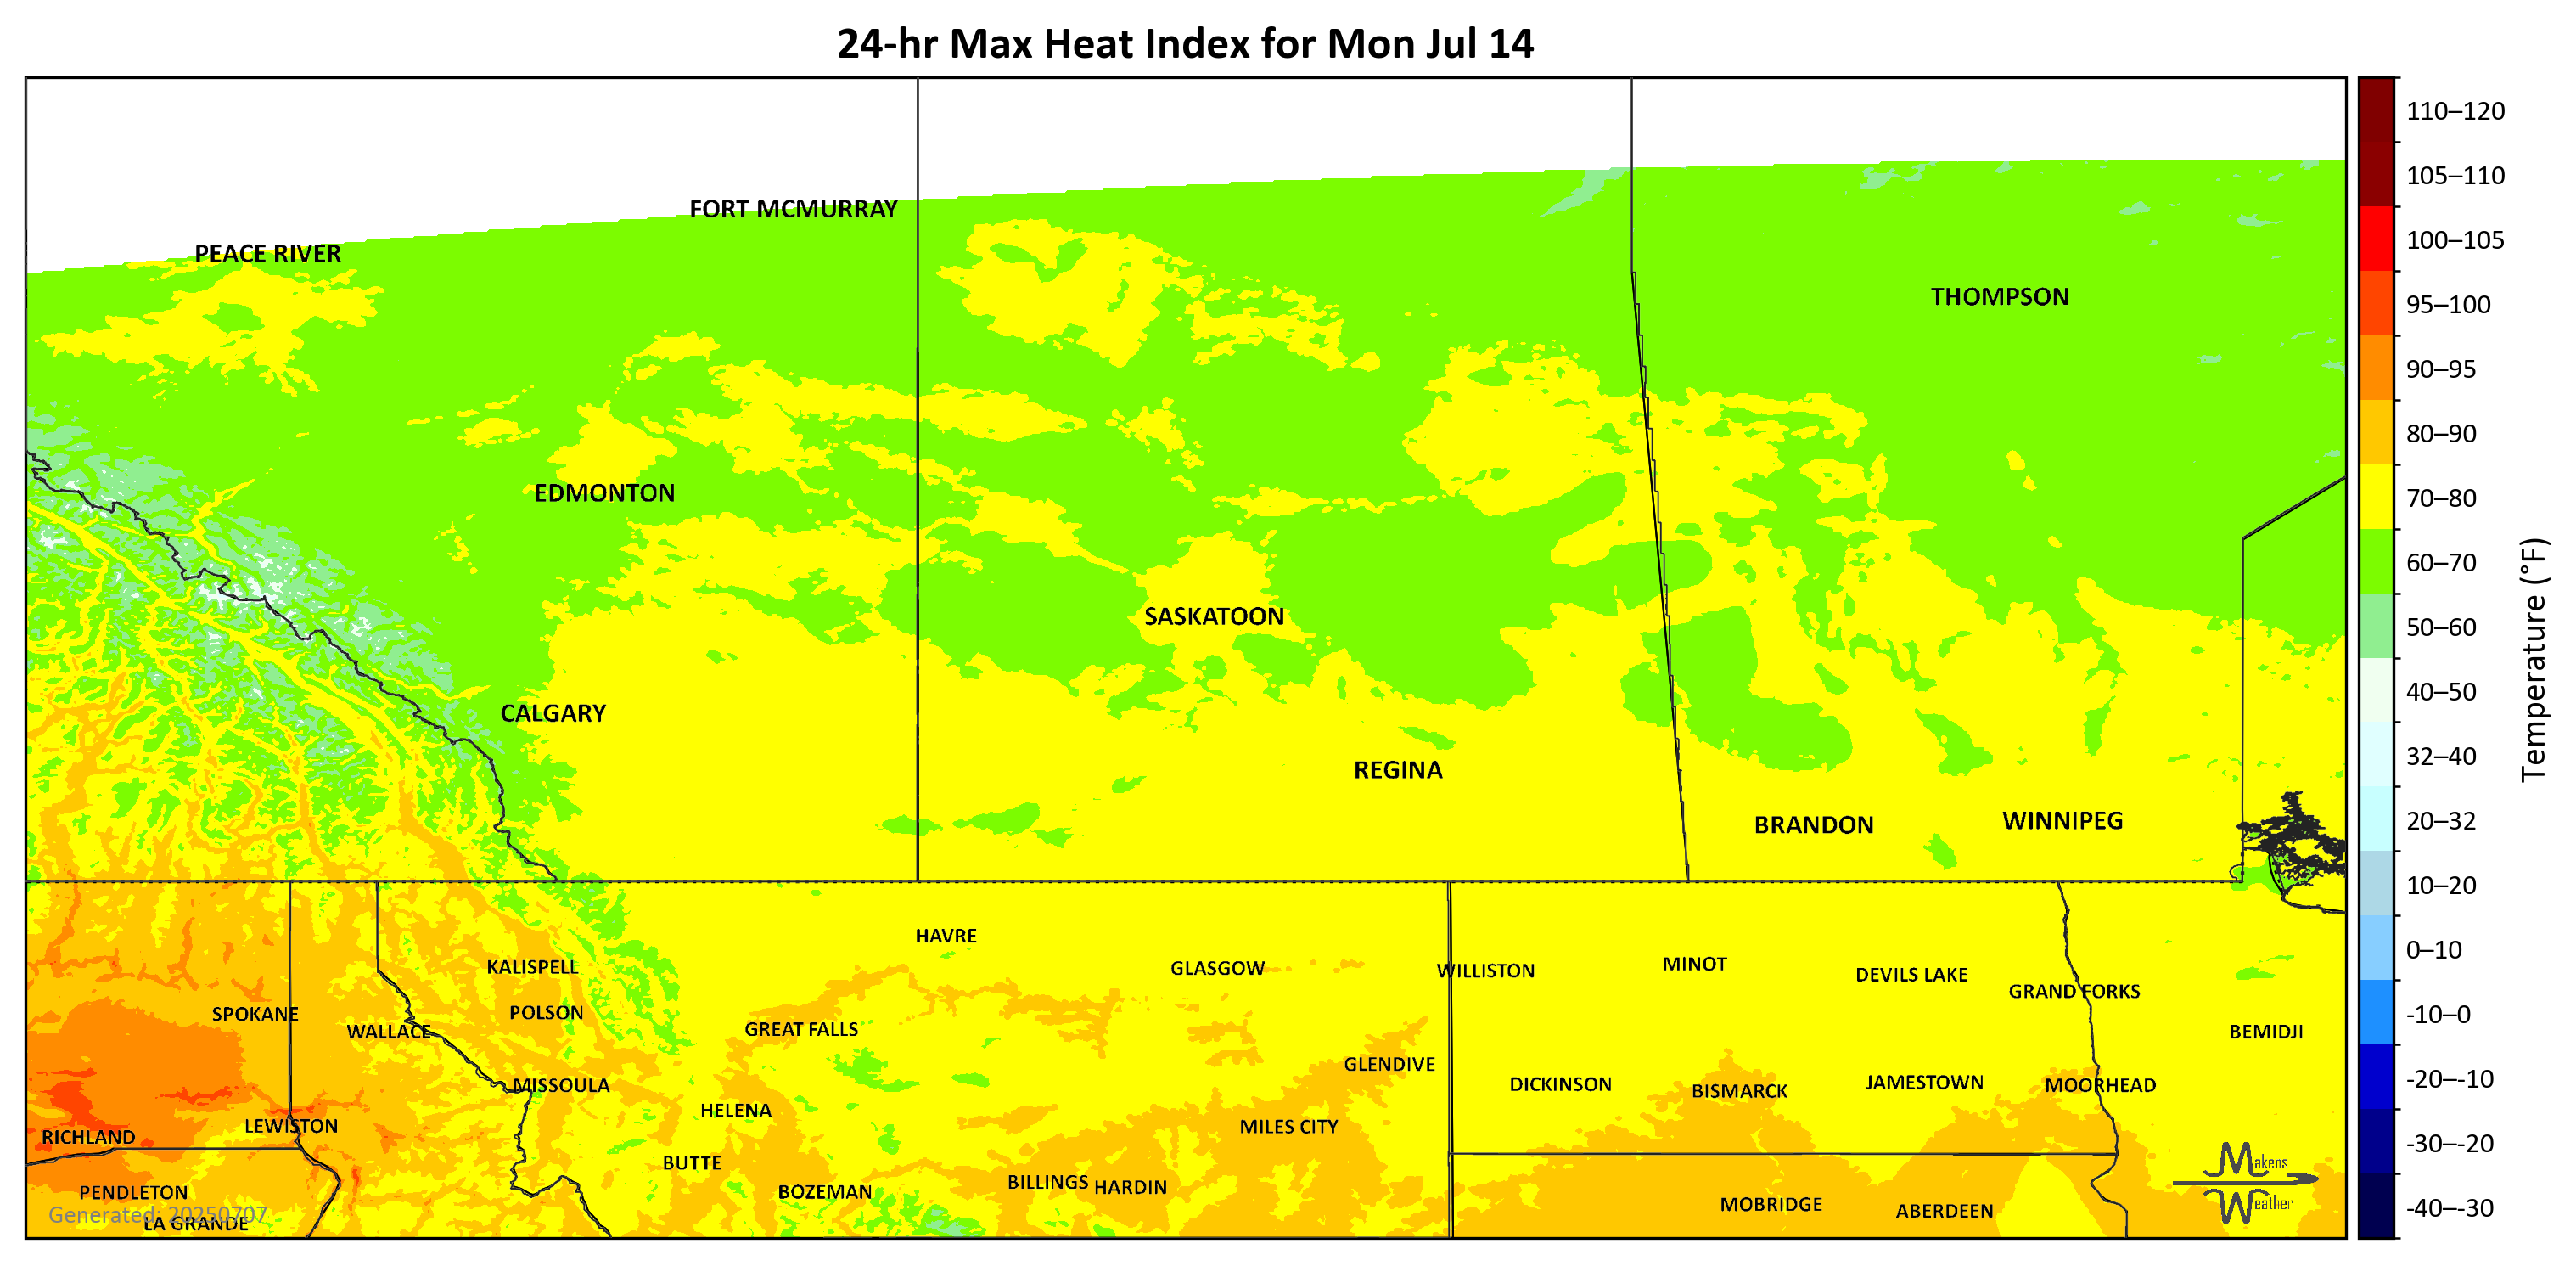 24-hr Max Heat Index for Mon Jul 14
FORT MCMURRAY
PEACE RIVER
THOMPSON
EDMONTON
SASKATOON
CALGARY
REGINA
BRANDON
WINNIPEG
HAVRE
KALISPELL
GLASGOW
WILLISTON
MINOT
DEVILS LAKE
GRAND FORKS
SPOKANE
POLSON
WALLACE
GREAT FALLS
BEMIDJI
GLENDIVE
MISSOULA
DICKINSON
BISMARCK
JAMESTOWN
MOORHEAD
HELENA
LEWISTON
MILES CITY
RICHLAND
BUTTE
BILLINGS
HARDIN
PENDLETON
BOZEMAN
MOBRIDGE
ABERDEEN
Generated: 20250707
LA GRANDE
Makens
Weather
110–120
105–110
100–105
95–100
90–95
80–90
70–80
60–70
50–60
40–50
32–40
20–32
10–20
0–10
-10–0
-20–-10
-30–-20
-40–-30
Temperature (°F)